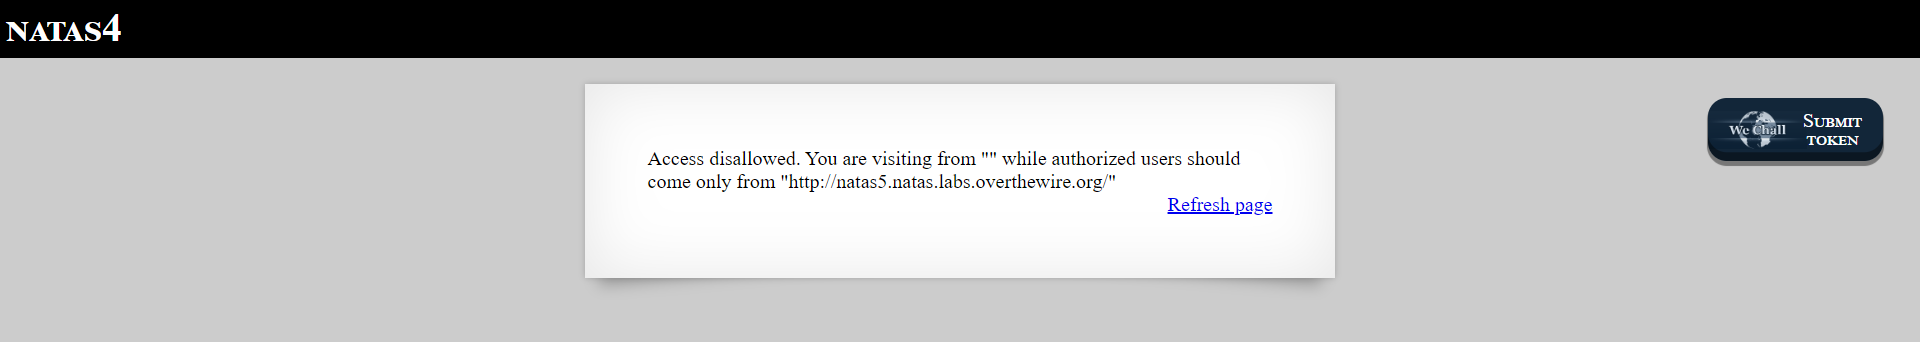 NATAS4
We Chall
SUBMIT
TOKEN
Access disallowed. You are visiting from "" while authorized users should
come only from "http://natas5.natas.labs.overthewire.org/"
Refresh page